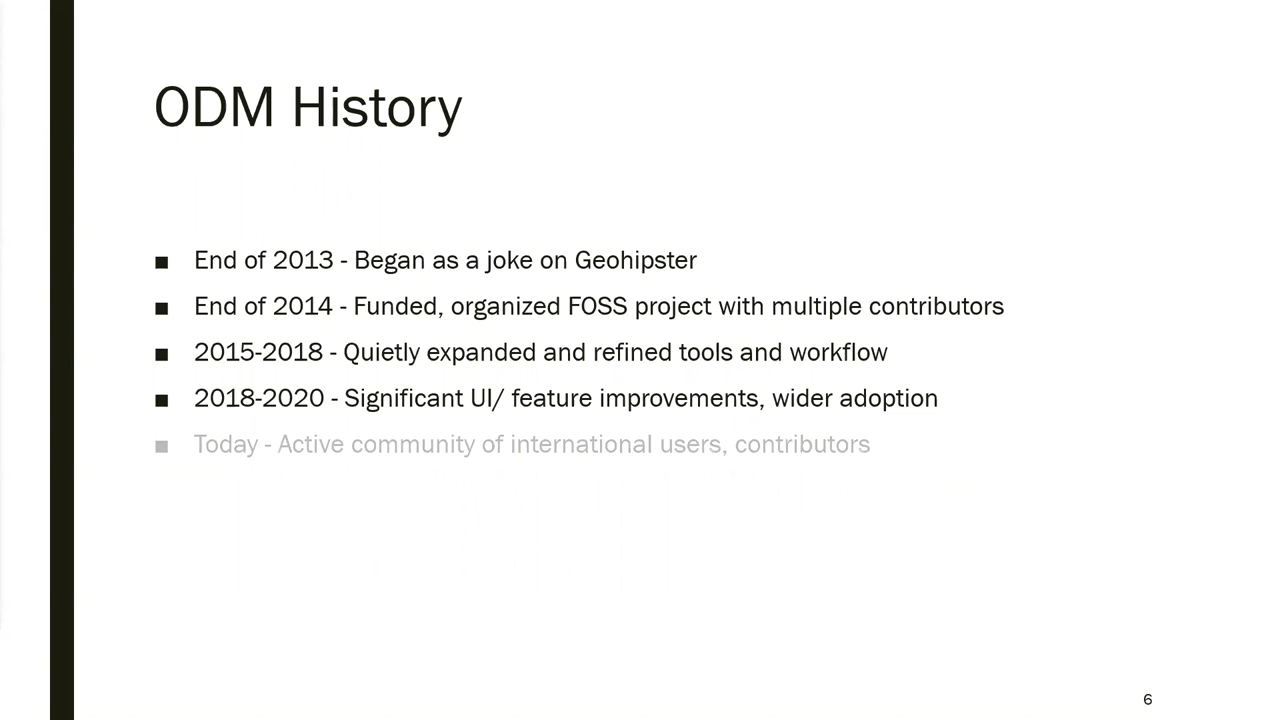 ODM History
■ End of 2013 - Began as a joke on Geohipster
■ End of 2014 - Funded, organized FOSS project with multiple contributors
■ 2015-2018 - Quietly expanded and refined tools and workflow
■ 2018-2020 - Significant UI/ feature improvements, wider adoption
■ Today - Active community of international users, contributors
6